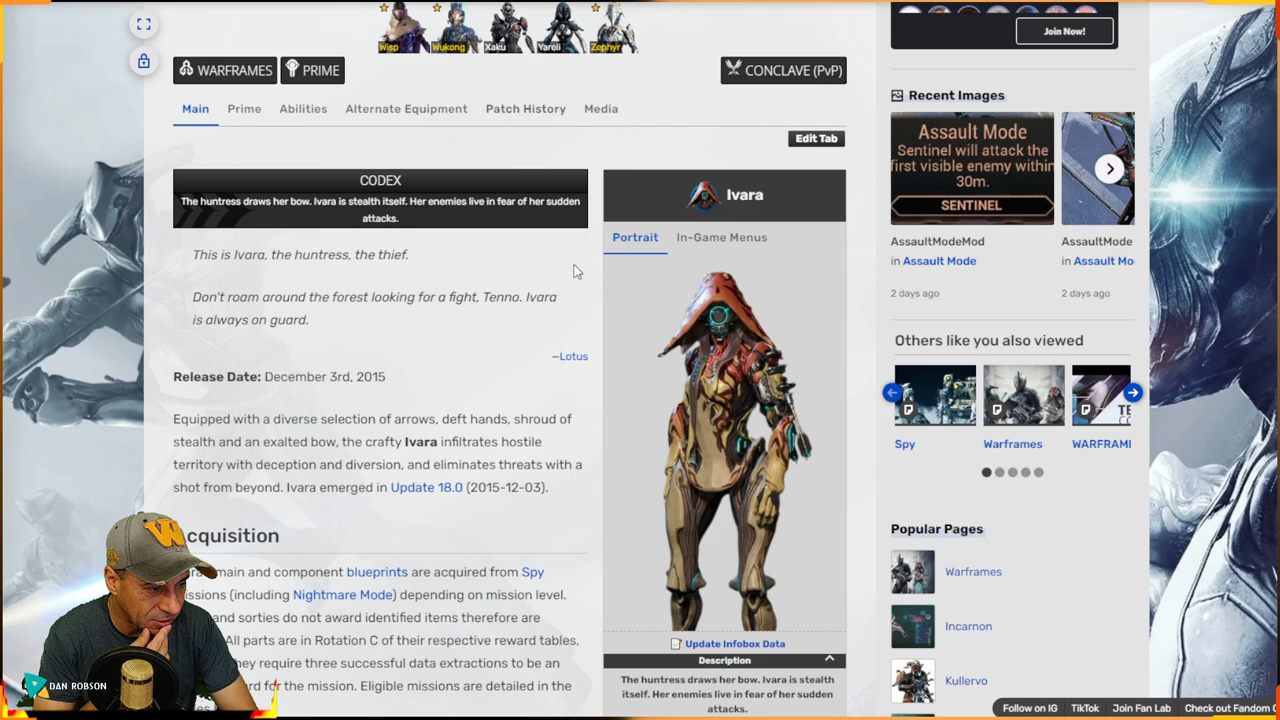 Wisp Wukong Xaku Yareli Zephyr
Join Now!
WARFRAMES PRIME CONCLAVE (PvP)
Main Prime Abilities Alternate Equipment Patch History Media
Edit Tab
CODEX
The huntress draws her bow. Ivara is stealth itself. Her enemies live in fear of her sudden
attacks.
This is Ivara, the huntress, the thief.
Don't roam around the forest looking for a fight, Tenno. Ivara
is always on guard.
—Lotus
Release Date: December 3rd, 2015
Equipped with a diverse selection of arrows, deft hands, shroud of
stealth and an exalted bow, the crafty Ivara infiltrates hostile
territory with deception and diversion, and eliminates threats with a
shot from beyond. Ivara emerged in Update 18.0 (2015-12-03).
cquisition
main and component blueprints are acquired from Spy
issions (including Nightmare Mode) depending on mission level.
and sorties do not award identified items therefore are
All parts are in Rotation C of their respective reward tables,
hey require three successful data extractions to be an
rd for the mission. Eligible missions are detailed in the
Ivara
Portrait In-Game Menus
Update Infobox Data
Description
The huntress draws her bow. Ivara is stealth
itself. Her enemies live in fear of her sudden
attacks.
Recent Images
Assault Mode
Sentinel will attack the
first visible enemy within
30m.
SENTINEL
AssaultModeMod AssaultMode
in Assault Mode in Assault Mo
2 days ago 2 days ago
Others like you also viewed
Spy Warframes WARFRAMI
Popular Pages
Warframes
Incarnon
Kullervo
Follow on IG TikTok Join Fan Lab Check out Fandom
W
DAN ROBSON